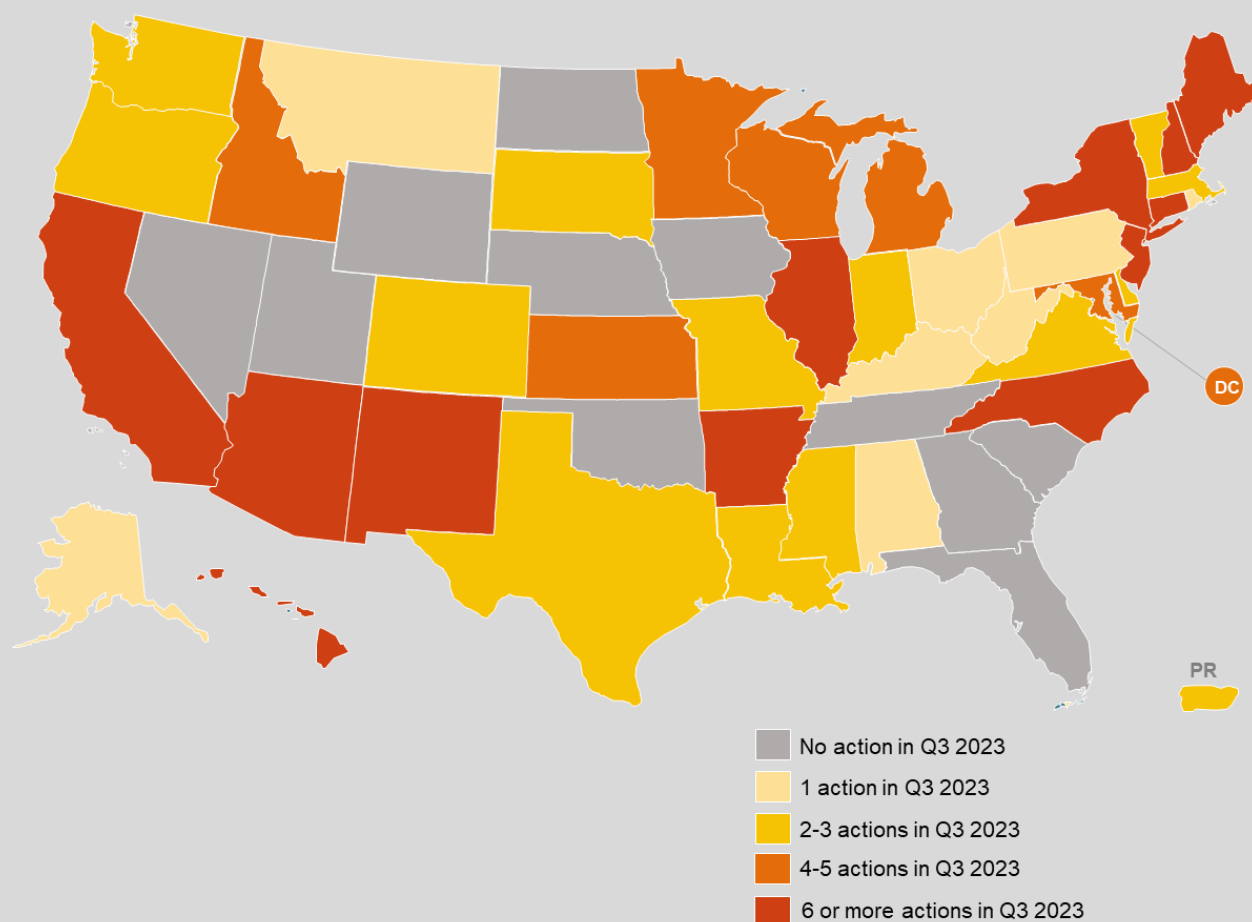 DC
PR
No action in Q3 2023
1 action in Q3 2023
2-3 actions in Q3 2023
4-5 actions in Q3 2023
6 or more actions in Q3 2023